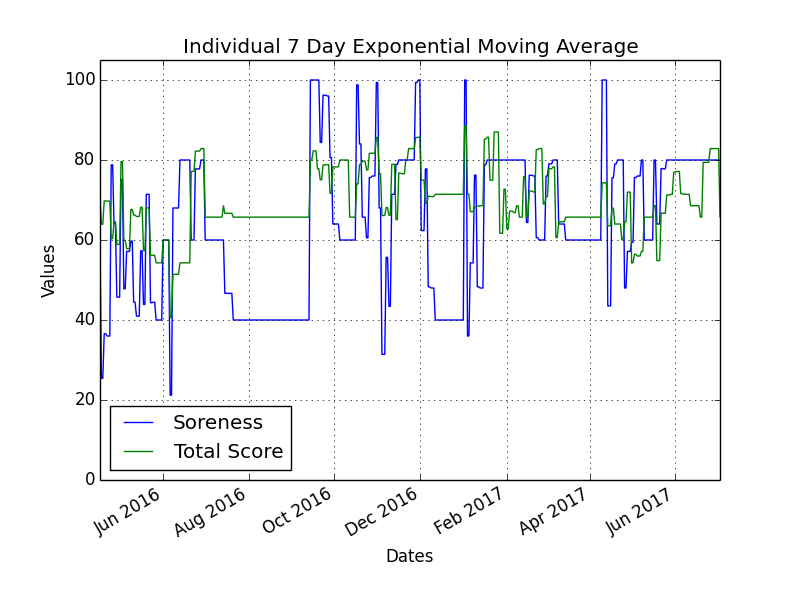 Individual 7 Day Exponential Moving Average
100
80
60
40
20
0
Values
Soreness
Total Score
Jun 2016
Aug 2016
Oct 2016
Dec 2016
Feb 2017
Apr 2017
Jun 2017
Dates